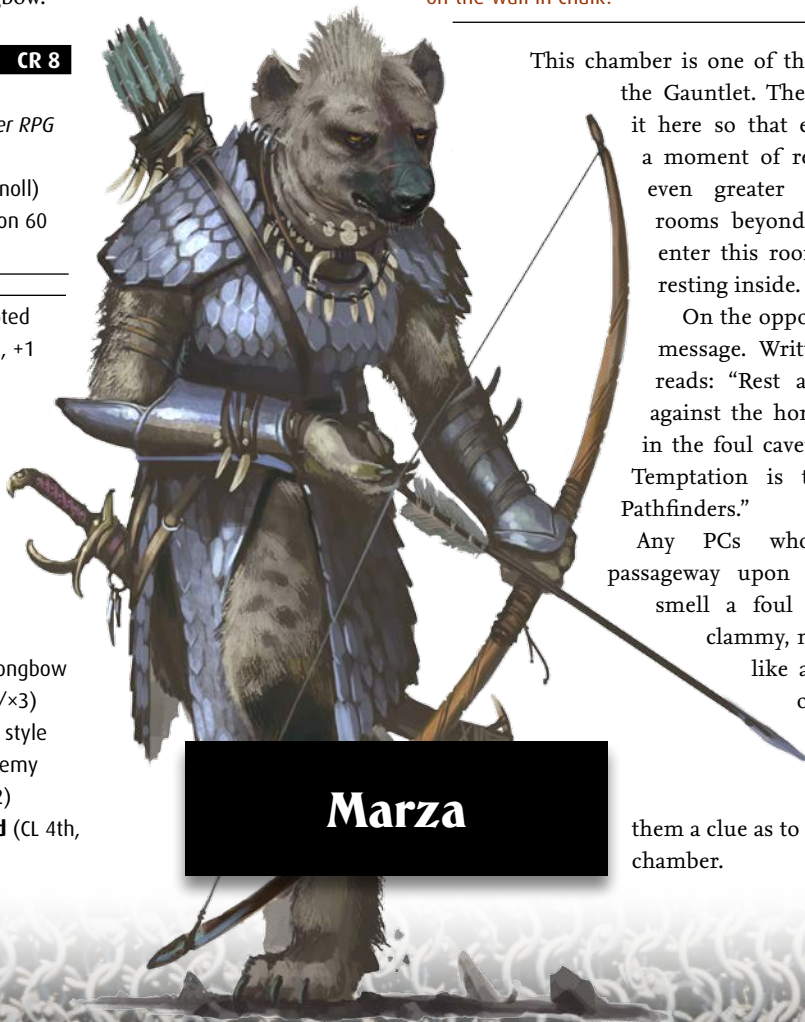 CR 8
er RPG
noll)
on 60
oted
, +1
ongbow
/×3)
style
emy
2)
d (CL 4th,
on the wall in chalk?
This chamber is one of th
the Gauntlet. The
it here so that e
a moment of re
even greater
rooms beyond
enter this roor
resting inside.
On the oppo
message. Writ
reads: “Rest a
against the hor
in the foul cave
Temptation is t
Pathfinders.”
Any PCs who
passageway upon
smell a foul
clammy, r
like a
c
them a clue as to
chamber.
Marza